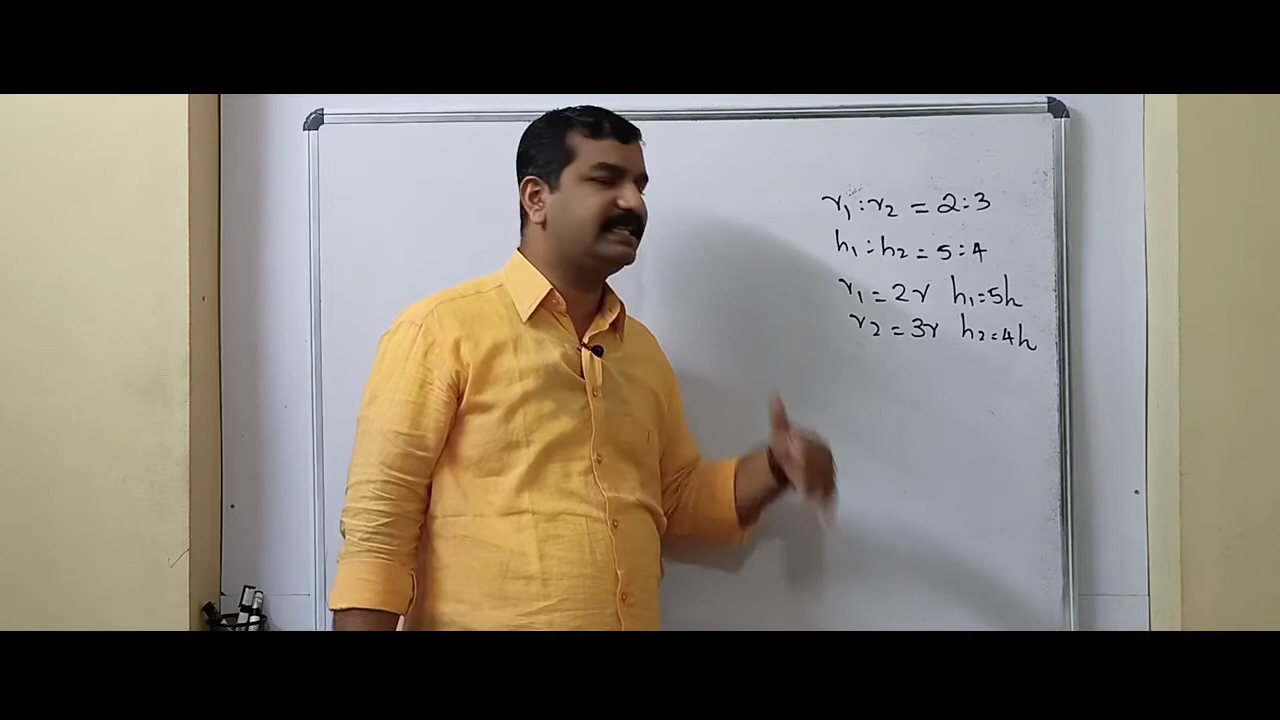 r₁ : r₂ = 2:3
h₁ : h₂ = 5:4
r₁ = 2r h₁=5h
r₂ = 3r h₂=4h